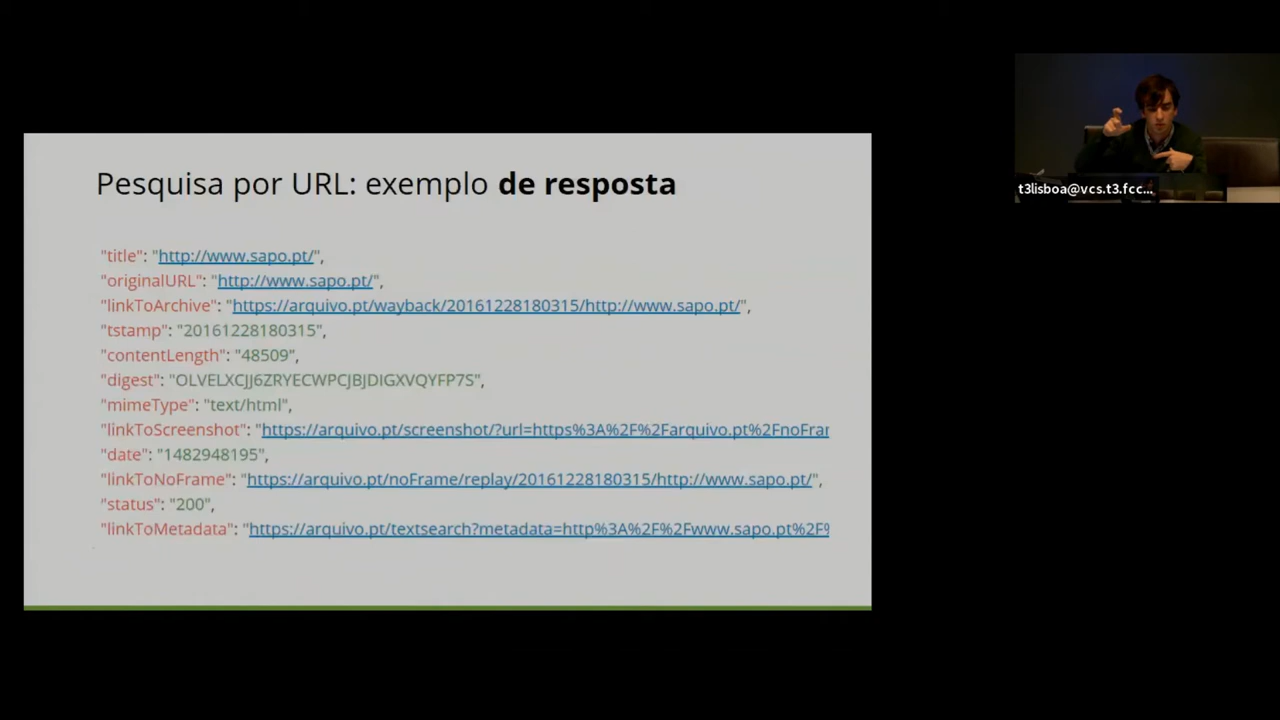 Pesquisa por URL: exemplo de resposta
"title": "http://www.sapo.pt/",
"originalURL": "http://www.sapo.pt/",
"linkToArchive": "https://arquivo.pt/wayback/20161228180315/http://www.sapo.pt/",
"tstamp": "20161228180315",
"contentLength": "48509",
"digest": "OLVELXCJJ6ZRYECWPCJBJDIGXVQYFP7S",
"mimeType": "text/html",
"linkToScreenshot": "https://arquivo.pt/screenshot/?url=https%3A%2F%2Farquivo.pt%2FnoFrar
"date": "1482948195",
"linkToNoFrame": "https://arquivo.pt/noFrame/replay/20161228180315/http://www.sapo.pt/",
"status": "200",
"linkToMetadata": "https://arquivo.pt/textsearch?metadata=http%3A%2F%2Fwww.sapo.pt%2F%
t3lisboa@vcs.t3.fcc...